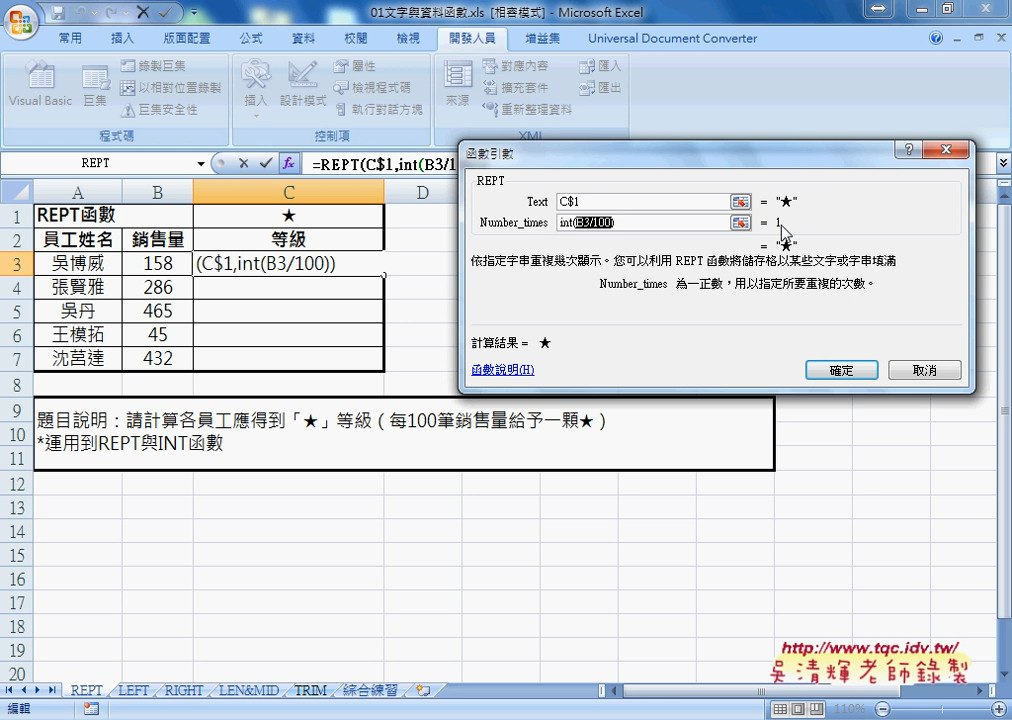 01文字與資料函數.xls [相容模式] - Microsoft Excel
常用 插入 版面配置 公式 資料 校閱 檢視 開發人員 增益集 Universal Document Converter
Visual Basic 巨集 錄製巨集 以相對位置錄製 巨集安全性 程式碼
插入 設計模式 屬性 檢視程式碼 執行對話方塊 控制項
來源 對應內容 擴充套件 重新整理資料 匯入 匯出 XML
REPT =REPT(C$1,int(B3/1
函數引數
REPT
Text C$1 = "★"
Number_times int(B3/100) = 1
= "★"
依指定字串重複幾次顯示。您可以利用 REPT 函數將儲存格以某些文字或字串填滿
Number_times 為一正數，用以指定所要重複的次數。
計算結果 = ★
函數說明(H) 確定 取消
A B C D
1 REPT函數 ★
2 員工姓名 銷售量 等級
3 吳博威 158 (C$1,int(B3/100))
4 張賢雅 286
5 吳丹 465
6 王模拓 45
7 沈莒達 432
8
9 題目說明：請計算各員工應得到「★」等級（每100筆銷售量給予一顆★）
10 *運用到REPT與INT函數
11
12
13
14
15
16
17
18
19
20
http://www.tqc.idv.tw/
吳清輝老師錄製
REPT LEFT RIGHT LEN&MID TRIM 綜合練習
編輯 110%